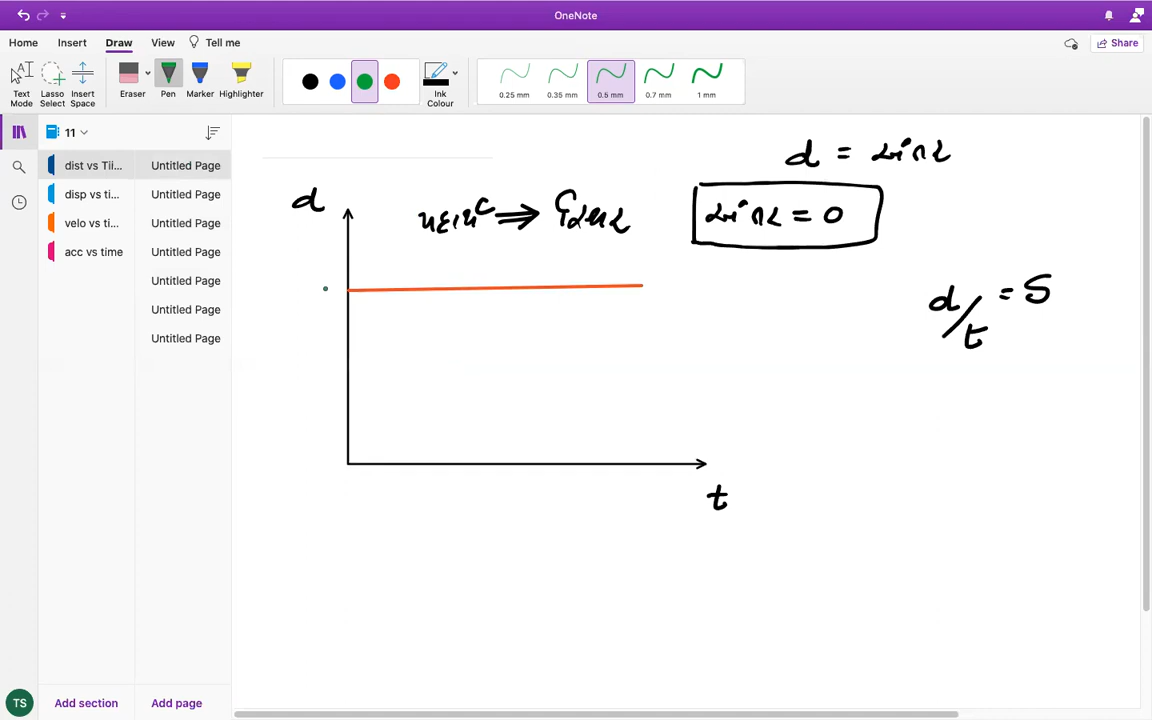 OneNote
Home Insert Draw View Tell me
Share
Text Mode
Lasso Select
Insert Space
Eraser
Pen
Marker
Highlighter
Ink Colour
0.25 mm
0.35 mm
0.5 mm
0.7 mm
1 mm
11
dist vs Tii...
disp vs ti...
velo vs ti...
acc vs time
Untitled Page
Untitled Page
Untitled Page
Untitled Page
Untitled Page
Untitled Page
Untitled Page
d =
d
⇒
= 0
d/t = S
t
TS
Add section
Add page